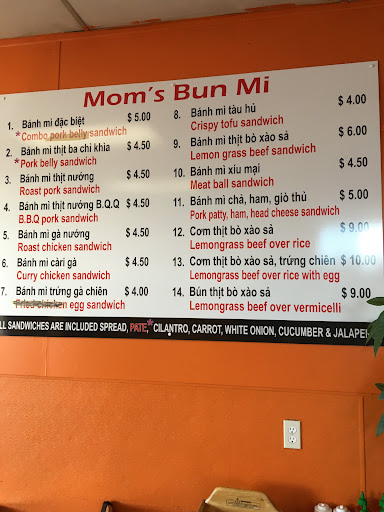 Mom's Bun Mi
1. Bánh mì đặc biệt $ 5.00
*Combo pork belly sandwich
2. Bánh mì thịt ba chỉ khìa $ 4.50
*Pork belly sandwich
3. Bánh mì thịt nướng $ 4.50
Roast pork sandwich
4. Bánh mì thịt nướng B.Q.Q $ 4.50
B.B.Q pork sandwich
5. Bánh mì gà nướng $ 4.50
Roast chicken sandwich
6. Bánh mì càri gà $ 4.50
Curry chicken sandwich
7. Bánh mì trứng gà chiên $ 4.00
Fried chicken egg sandwich
8. Bánh mì tàu hủ $ 4.00
Crispy tofu sandwich
9. Bánh mì thịt bò xào sả $ 6.00
Lemon grass beef sandwich
10. Bánh mì xíu mại $ 4.50
Meat ball sandwich
11. Bánh mì chả, ham, giò thủ $ 5.00
Pork patty, ham, head cheese sandwich
12. Cơm thịt bò xào sả $ 9.00
Lemongrass beef over rice
13. Cơm thịt bò xào sả, trứng chiên $ 10.00
Lemongrass beef over rice with egg
14. Bún thịt bò xào sả $ 9.00
Lemongrass beef over vermicelli
LL SANDWICHES ARE INCLUDED SPREAD, PATE,* CILANTRO, CARROT, WHITE ONION, CUCUMBER & JALAPE